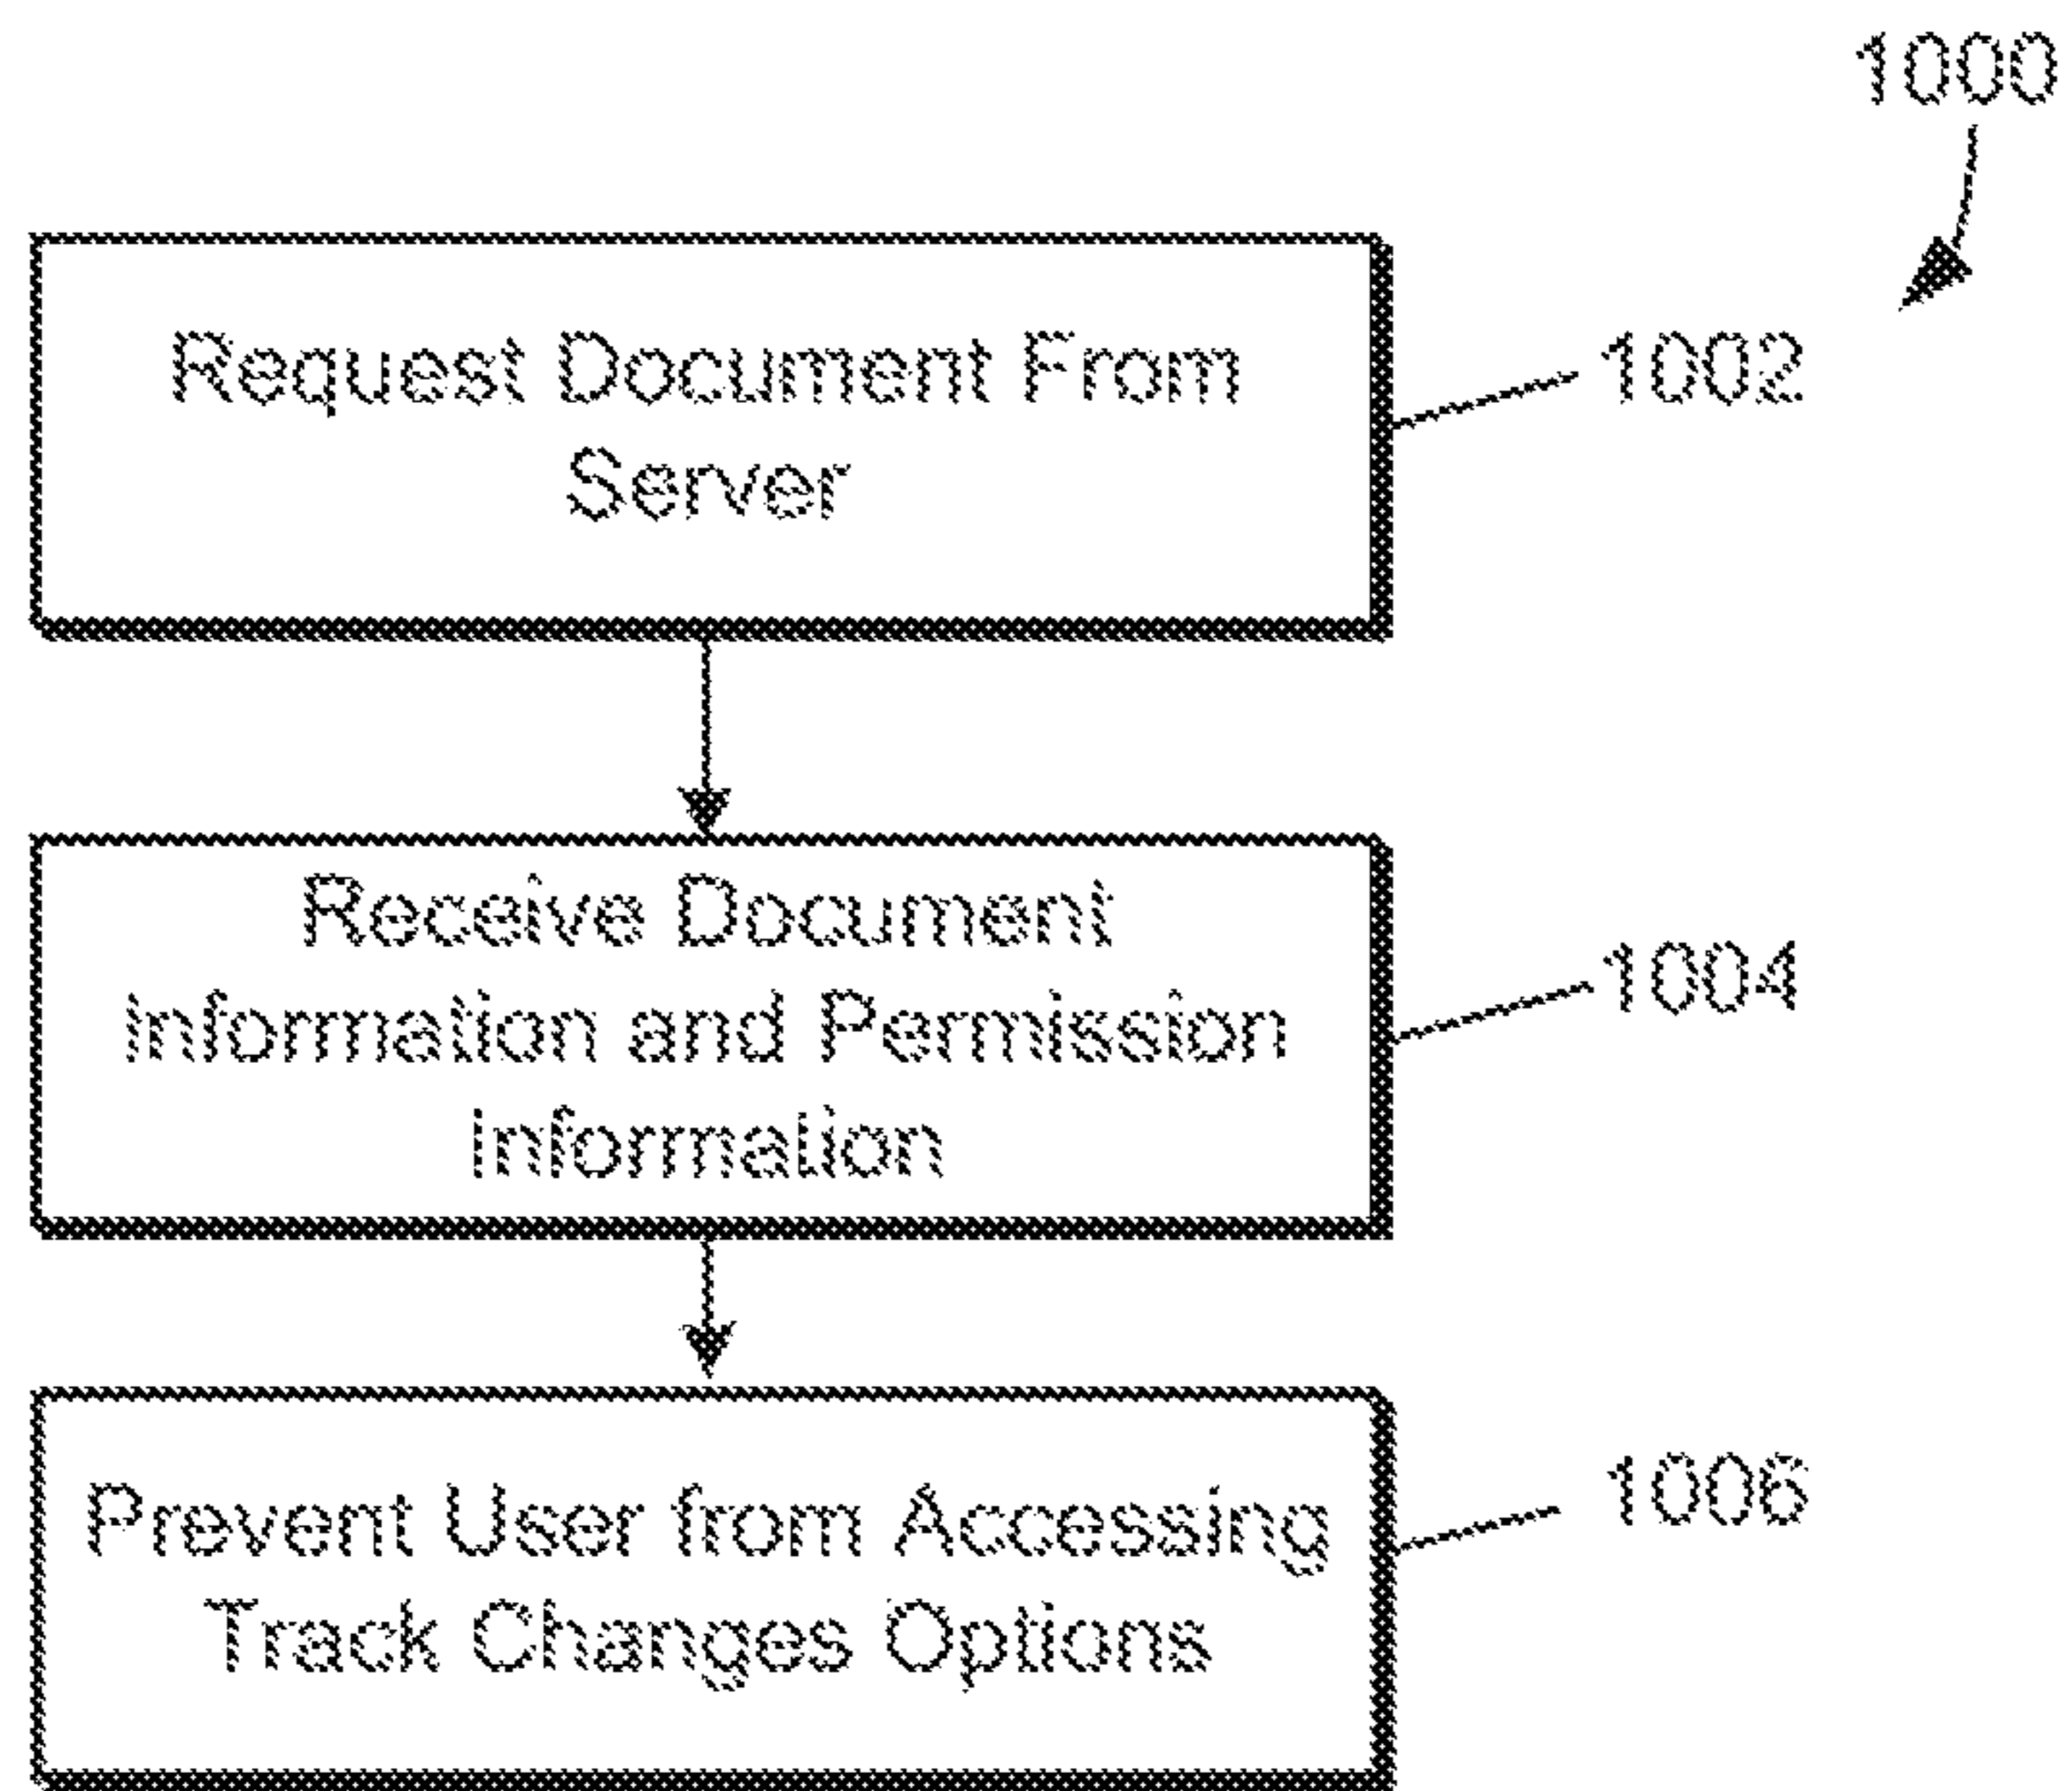 1000
Request Document From
Server
1002
Receive Document
Information and Permission
Information
1004
Prevent User from Accessing
Track Changes Options
1006